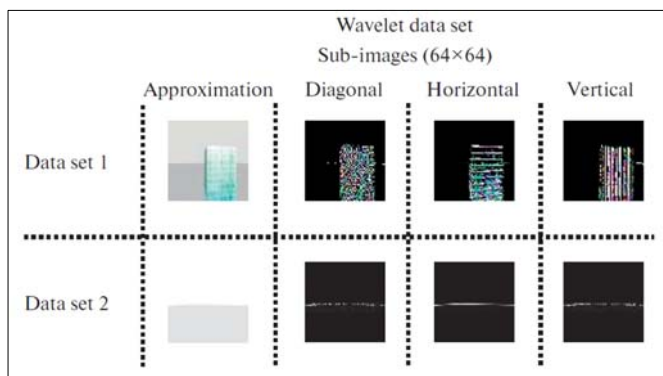 Wavelet data set
Sub-images (64×64)
Approximation Diagonal Horizontal Vertical
Data set 1
Data set 2